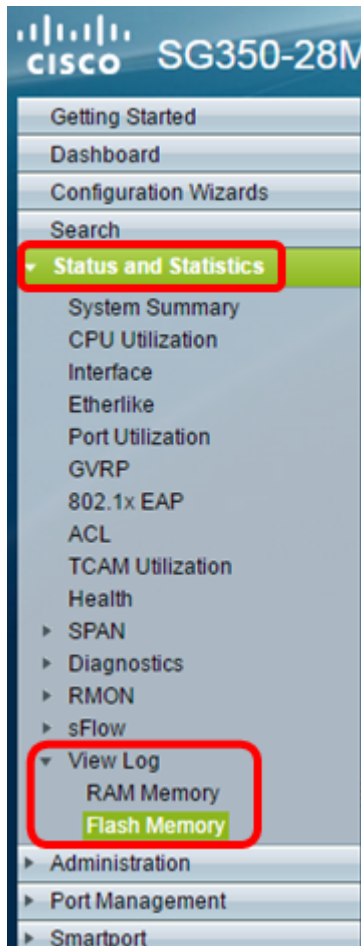 cisco SG350-28M
Getting Started
Dashboard
Configuration Wizards
Search
Status and Statistics
System Summary
CPU Utilization
Interface
Etherlike
Port Utilization
GVRP
802.1x EAP
ACL
TCAM Utilization
Health
SPAN
Diagnostics
RMON
sFlow
View Log
RAM Memory
Flash Memory
Administration
Port Management
Smartport